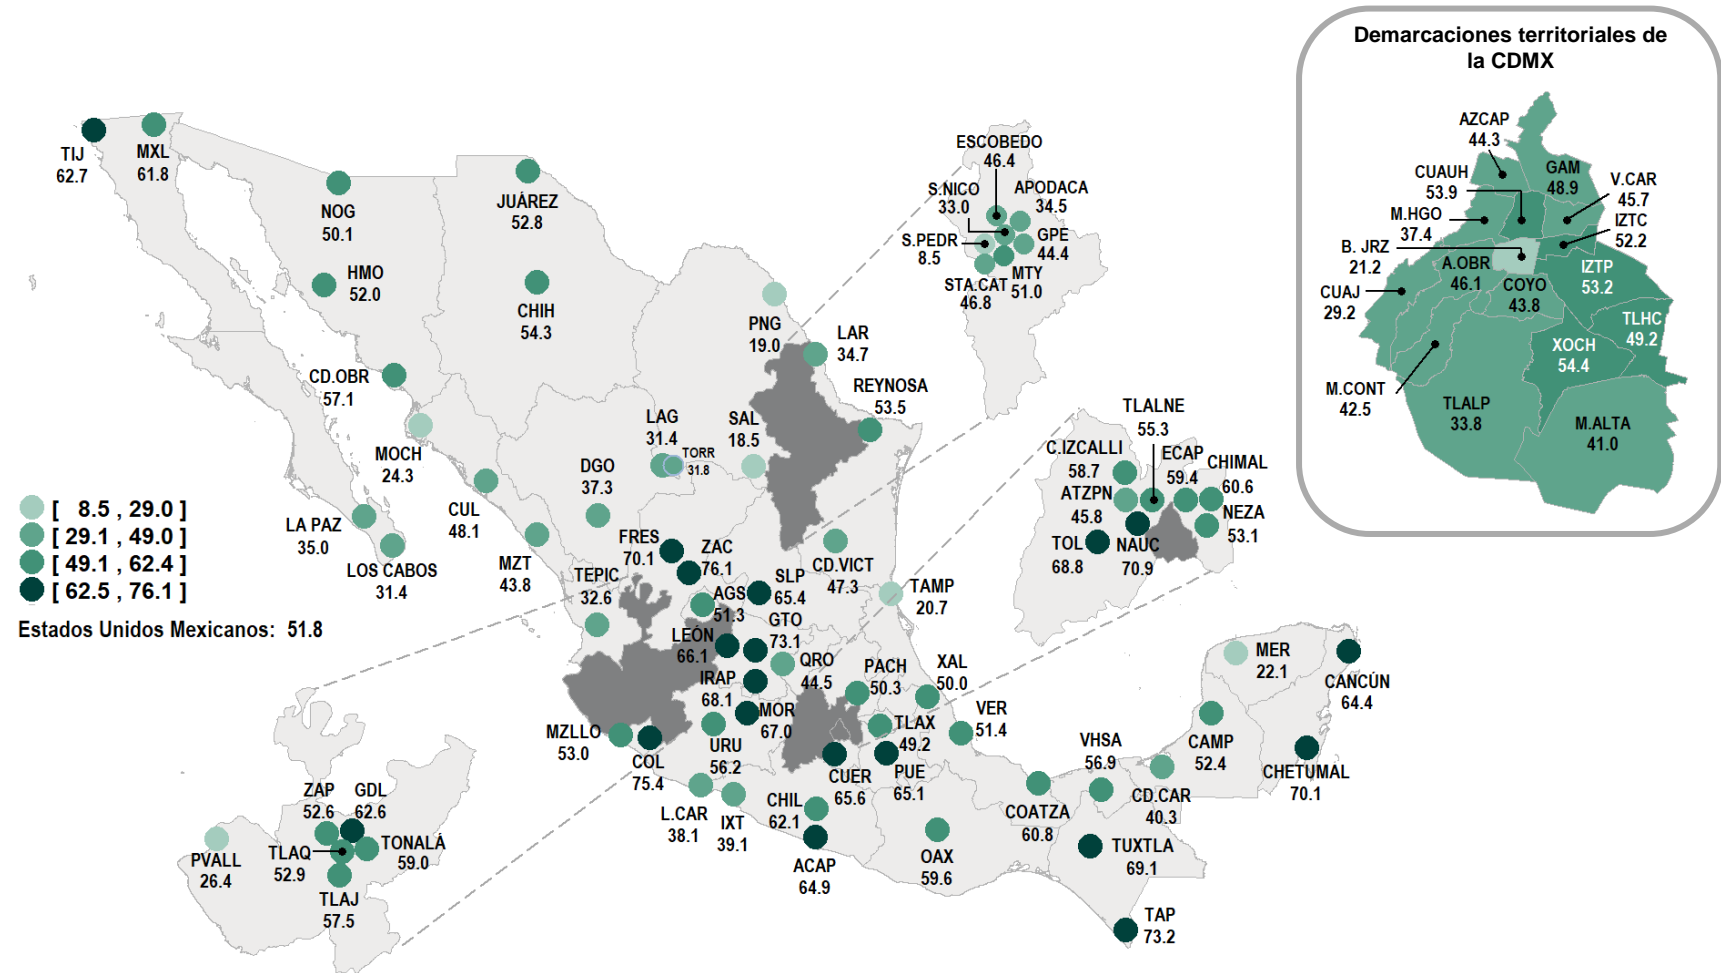 Demarcaciones territoriales de
la CDMX
AZCAP
44.3
CUAUH
53.9
GAM
48.9
V.CAR
45.7
M.HGO
37.4
IZTC
52.2
B. JRZ
21.2
A.OBR
46.1
COYO
43.8
IZTP
53.2
CUAJ
29.2
TLHC
49.2
XOCH
54.4
M.CONT
42.5
TLALP
33.8
M.ALTA
41.0
TIJ
62.7
MXL
61.8
NOG
50.1
JUÁREZ
52.8
HMO
52.0
CHIH
54.3
CD.OBR
57.1
MOCH
24.3
ESCOBEDO
46.4
S.NICO
33.0
APODACA
34.5
S.PEDR
8.5
GPE
44.4
STA.CAT
46.8
MTY
51.0
PNG
19.0
LAR
34.7
REYNOSA
53.5
LAG
31.4
TORR
31.8
SAL
18.5
DGO
37.3
CUL
48.1
LA PAZ
35.0
LOS CABOS
31.4
MZT
43.8
TEPIC
32.6
FRES
70.1
ZAC
76.1
AGS
51.3
SLP
65.4
CD.VICT
47.3
TAMP
20.7
TLALNE
55.3
C.IZCALLI
58.7
ECAP
59.4
CHIMAL
60.6
ATZPN
45.8
NEZA
53.1
TOL
68.8
NAUC
70.9
[ 8.5 , 29.0 ]
[ 29.1 , 49.0 ]
[ 49.1 , 62.4 ]
[ 62.5 , 76.1 ]
Estados Unidos Mexicanos: 51.8
LEÓN
66.1
GTO
73.1
IRAP
68.1
QRO
44.5
PACH
50.3
XAL
50.0
MOR
67.0
MZLLO
53.0
COL
75.4
URU
56.2
TLAX
49.2
VER
51.4
CUER
65.6
PUE
65.1
L.CAR
38.1
IXT
39.1
CHIL
62.1
ACAP
64.9
OAX
59.6
COATZA
60.8
VHSA
56.9
CD.CAR
40.3
CAMP
52.4
MER
22.1
CANCÚN
64.4
CHETUMAL
70.1
TUXTLA
69.1
TAP
73.2
ZAP
52.6
GDL
62.6
PVALL
26.4
TLAQ
52.9
TONALÁ
59.0
TLAJ
57.5